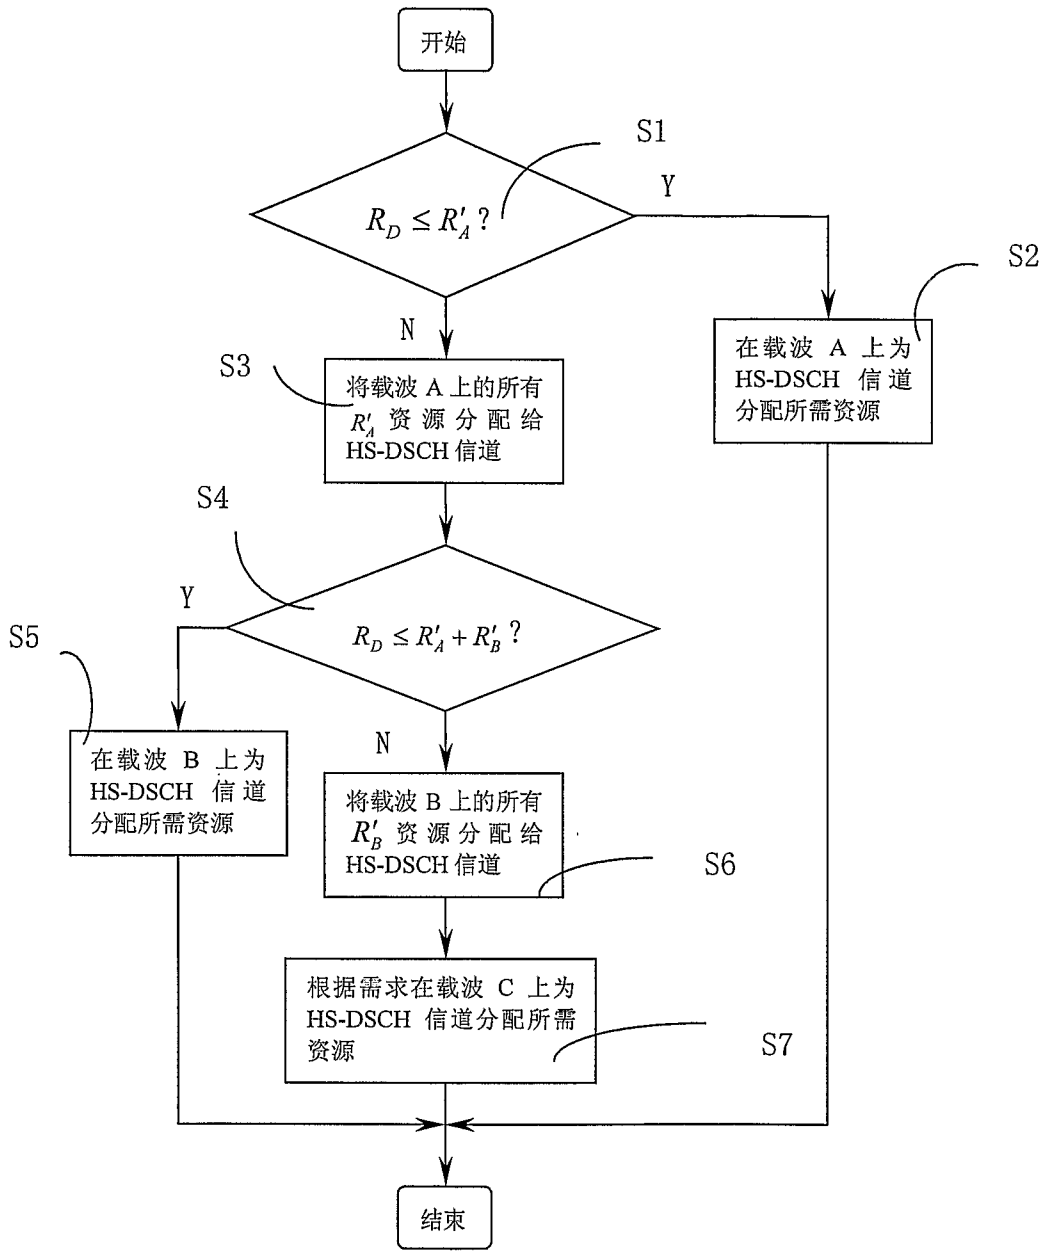 开始
S1
R_D ≤ R'_A ?
Y
S2
N
在载波 A 上为
HS-DSCH 信道
分配所需资源
S3
将载波 A 上的所有
R'_A 资源分配给
HS-DSCH 信道
S4
Y
R_D ≤ R'_A + R'_B ?
S5
N
在载波 B 上为
HS-DSCH 信道
分配所需资源
将载波 B 上的所有
R'_B 资源分配给
HS-DSCH 信道
S6
根据需求在载波 C 上为
HS-DSCH 信道分配所需
资源
S7
结束